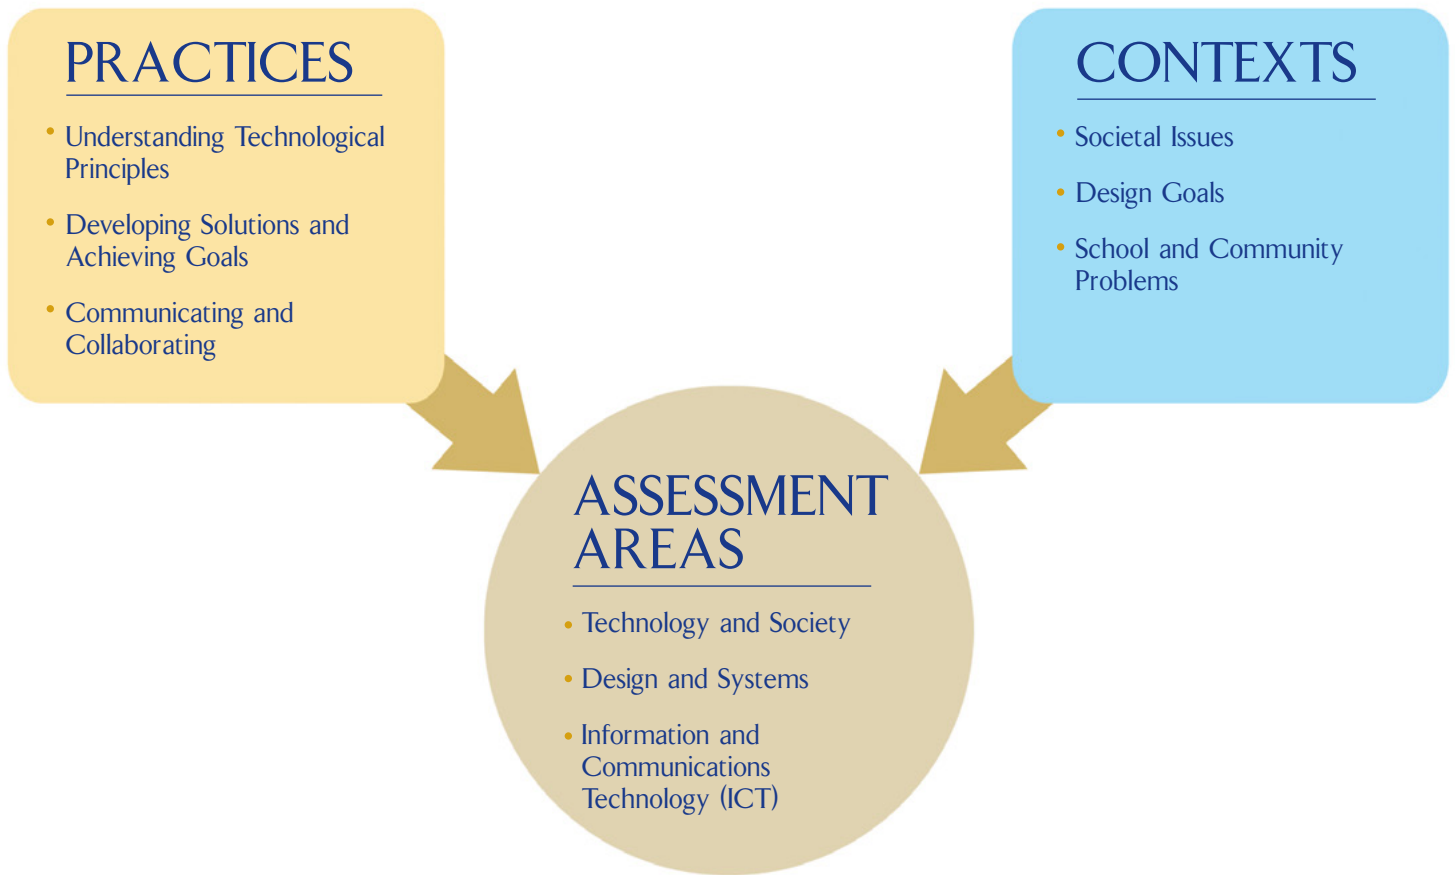 PRACTICES
• Understanding Technological
Principles
• Developing Solutions and
Achieving Goals
• Communicating and
Collaborating
CONTEXTS
• Societal Issues
• Design Goals
• School and Community
Problems
ASSESSMENT
AREAS
• Technology and Society
• Design and Systems
• Information and
Communications
Technology (ICT)